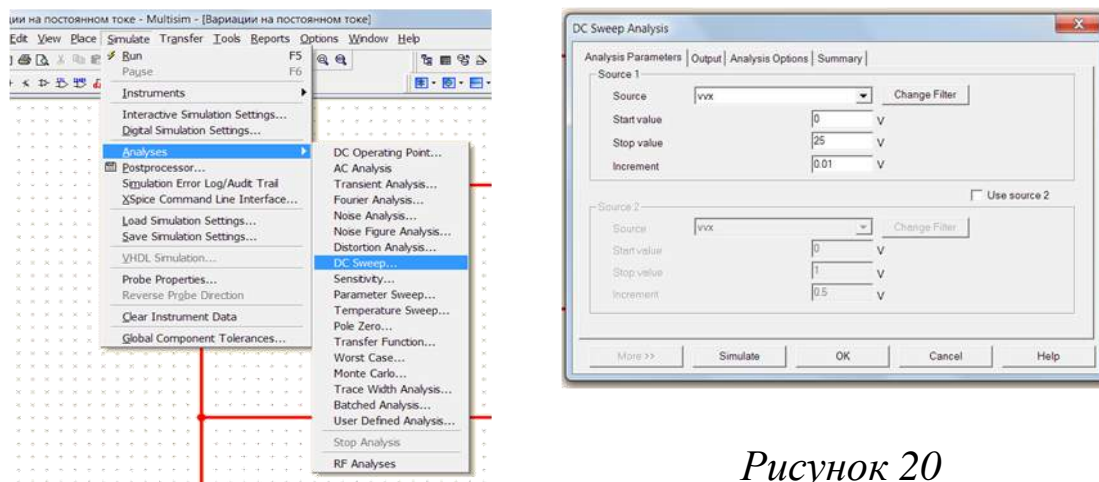 ии на постоянном токе - Multisim - [Вариации на постоянном токе]
Edit View Place Simulate Transfer Tools Reports Options Window Help
Run F5
Pause F6
Instruments
Interactive Simulation Settings...
Digital Simulation Settings...
Analyses
Postprocessor...
Simulation Error Log/Audit Trail
XSpice Command Line Interface...
Load Simulation Settings...
Save Simulation Settings...
VHDL Simulation...
Probe Properties...
Reverse Probe Direction
Clear Instrument Data
Global Component Tolerances...
DC Operating Point...
AC Analysis
Transient Analysis...
Fourier Analysis...
Noise Analysis...
Noise Figure Analysis...
Distortion Analysis...
DC Sweep...
Sensitivity...
Parameter Sweep...
Temperature Sweep...
Pole Zero...
Transfer Function...
Worst Case...
Monte Carlo...
Trace Width Analysis...
Batched Analysis...
User Defined Analysis...
Stop Analysis
RF Analyses
DC Sweep Analysis
Analysis Parameters Output Analysis Options Summary
Source 1
Source vvx Change Filter
Start value 0 V
Stop value 25 V
Increment 0.01 V
Use source 2
Source 2
Source vvx Change Filter
Start value 0 V
Stop value 1 V
Increment 0.5 V
More >> Simulate OK Cancel Help
Рисунок 20